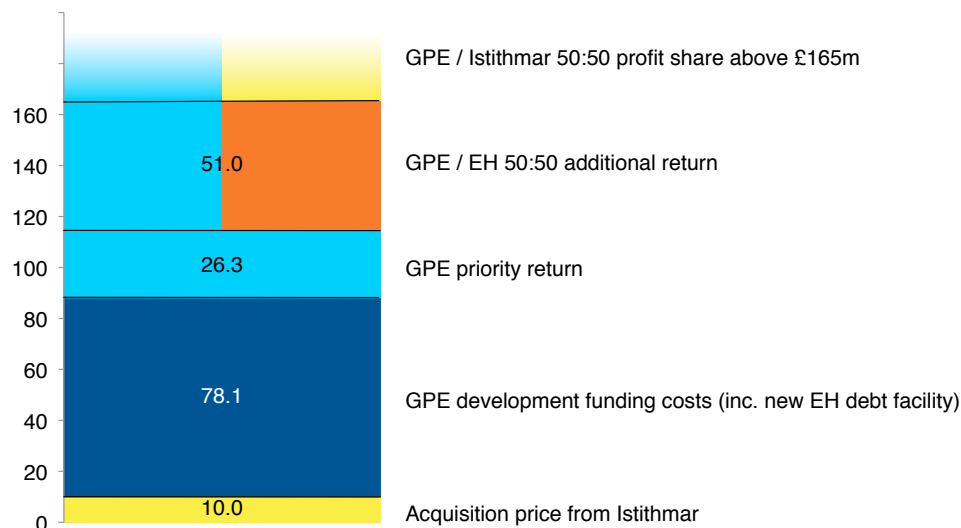 GPE / Istithmar 50:50 profit share above £165m
160
140
51.0
GPE / EH 50:50 additional return
120
100
26.3
GPE priority return
80
60
78.1
GPE development funding costs (inc. new EH debt facility)
40
20
10.0
Acquisition price from Istithmar
0